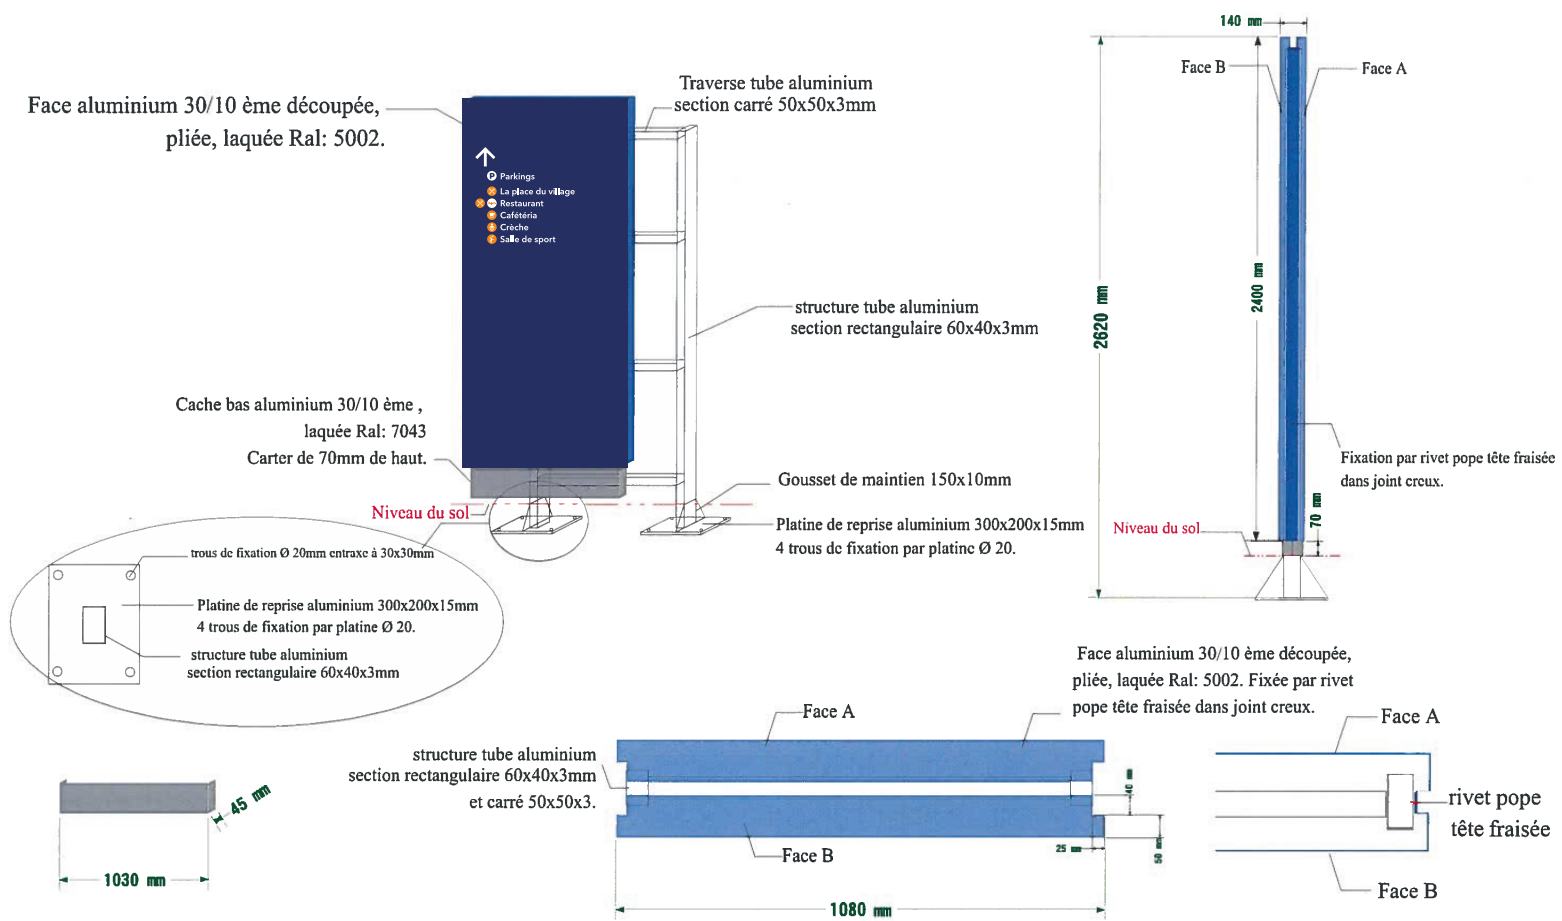 Face aluminium 30/10 ème découpée,
pliée, laquée Ral: 5002.
Traverse tube aluminium
section carré 50x50x3mm
P Parkings
La place du village
Restaurant
Cafétéria
Crèche
Salle de sport
structure tube aluminium
section rectangulaire 60x40x3mm
Cache bas aluminium 30/10 ème ,
laquée Ral: 7043
Carter de 70mm de haut.
Gousset de maintien 150x10mm
Niveau du sol
Platine de reprise aluminium 300x200x15mm
4 trous de fixation par platine Ø 20.
trous de fixation Ø 20mm entraxe à 30x30mm
Platine de reprise aluminium 300x200x15mm
4 trous de fixation par platine Ø 20.
structure tube aluminium
section rectangulaire 60x40x3mm
140 mm
Face B
Face A
2620 mm
2400 mm
Fixation par rivet pope tête fraisée
dans joint creux.
70 mm
Niveau du sol
45 mm
1030 mm
Face aluminium 30/10 ème découpée,
pliée, laquée Ral: 5002. Fixée par rivet
pope tête fraisée dans joint creux.
Face A
structure tube aluminium
section rectangulaire 60x40x3mm
et carré 50x50x3.
Face B
40 mm
25 mm
50 mm
1080 mm
Face A
rivet pope
tête fraisée
Face B